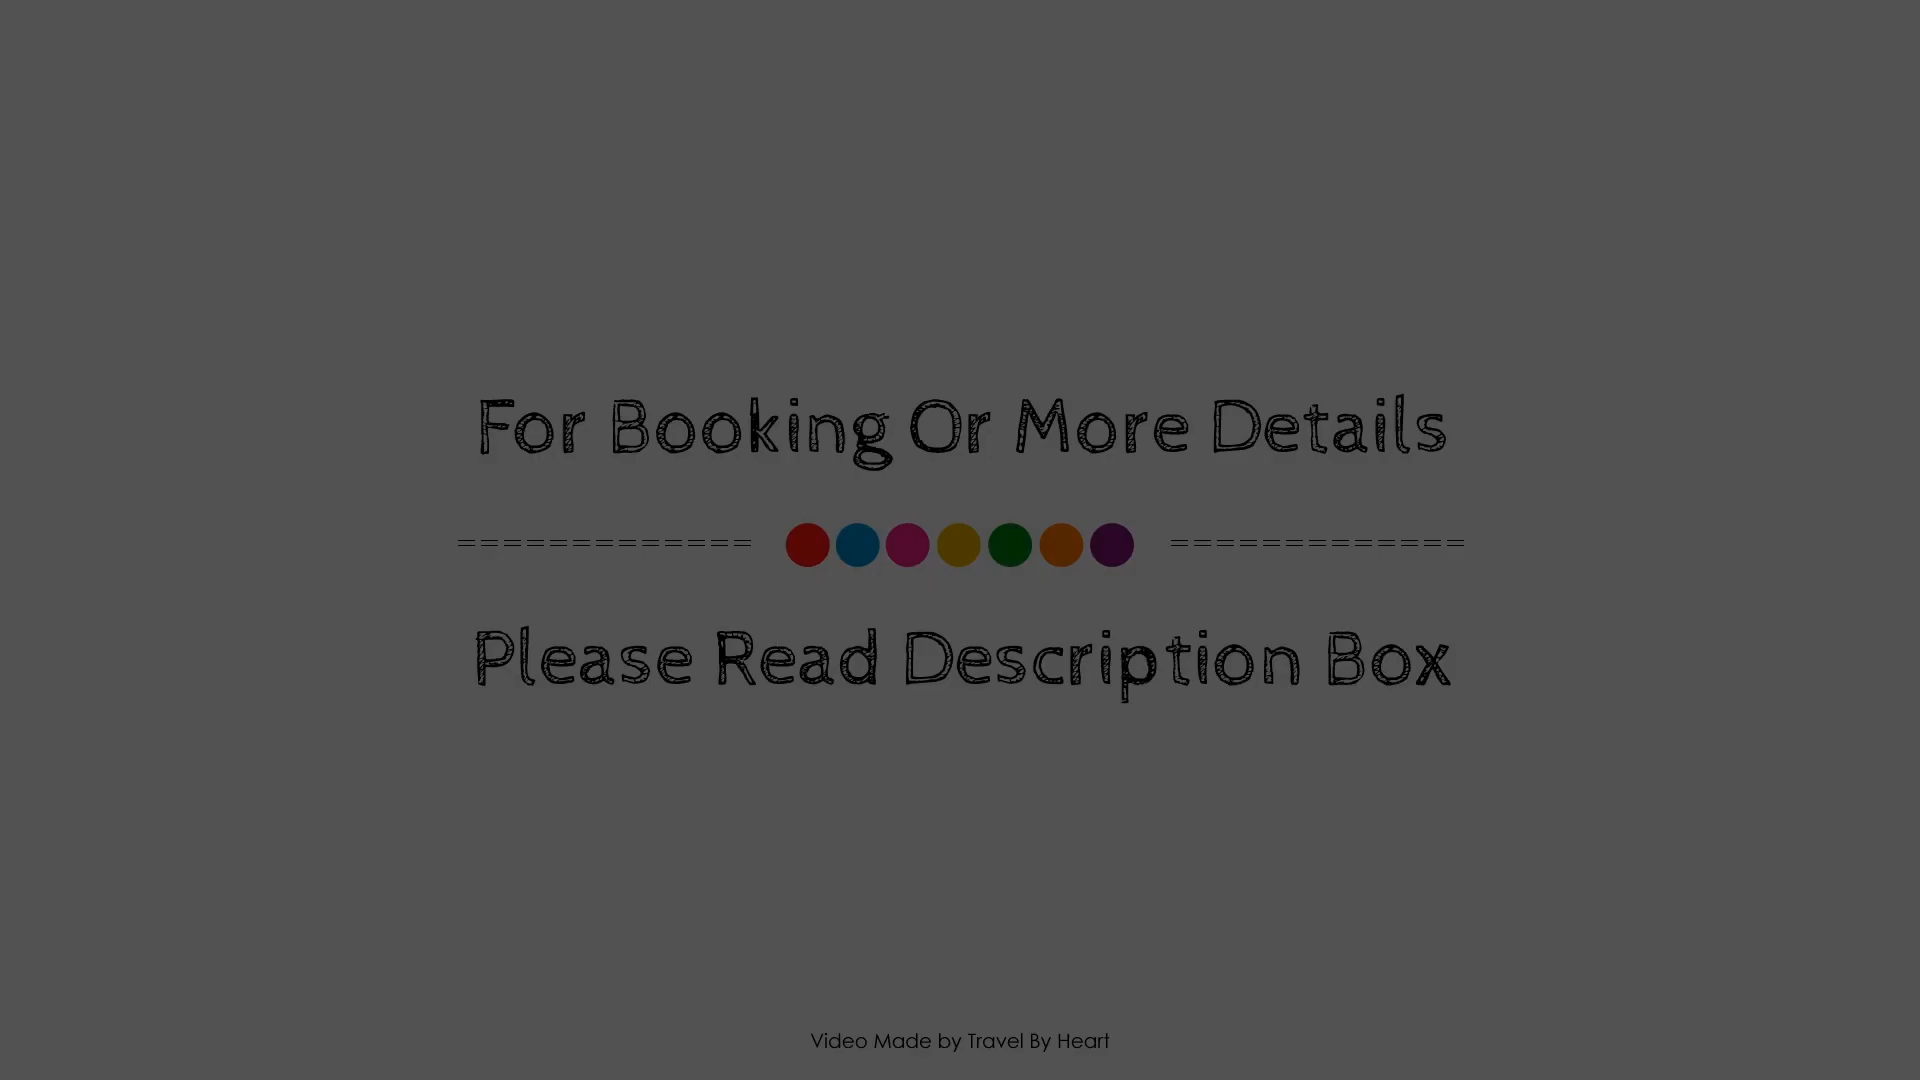 For Booking Or More Details
============= =============
Please Read Description Box
Video Made by Travel By Heart